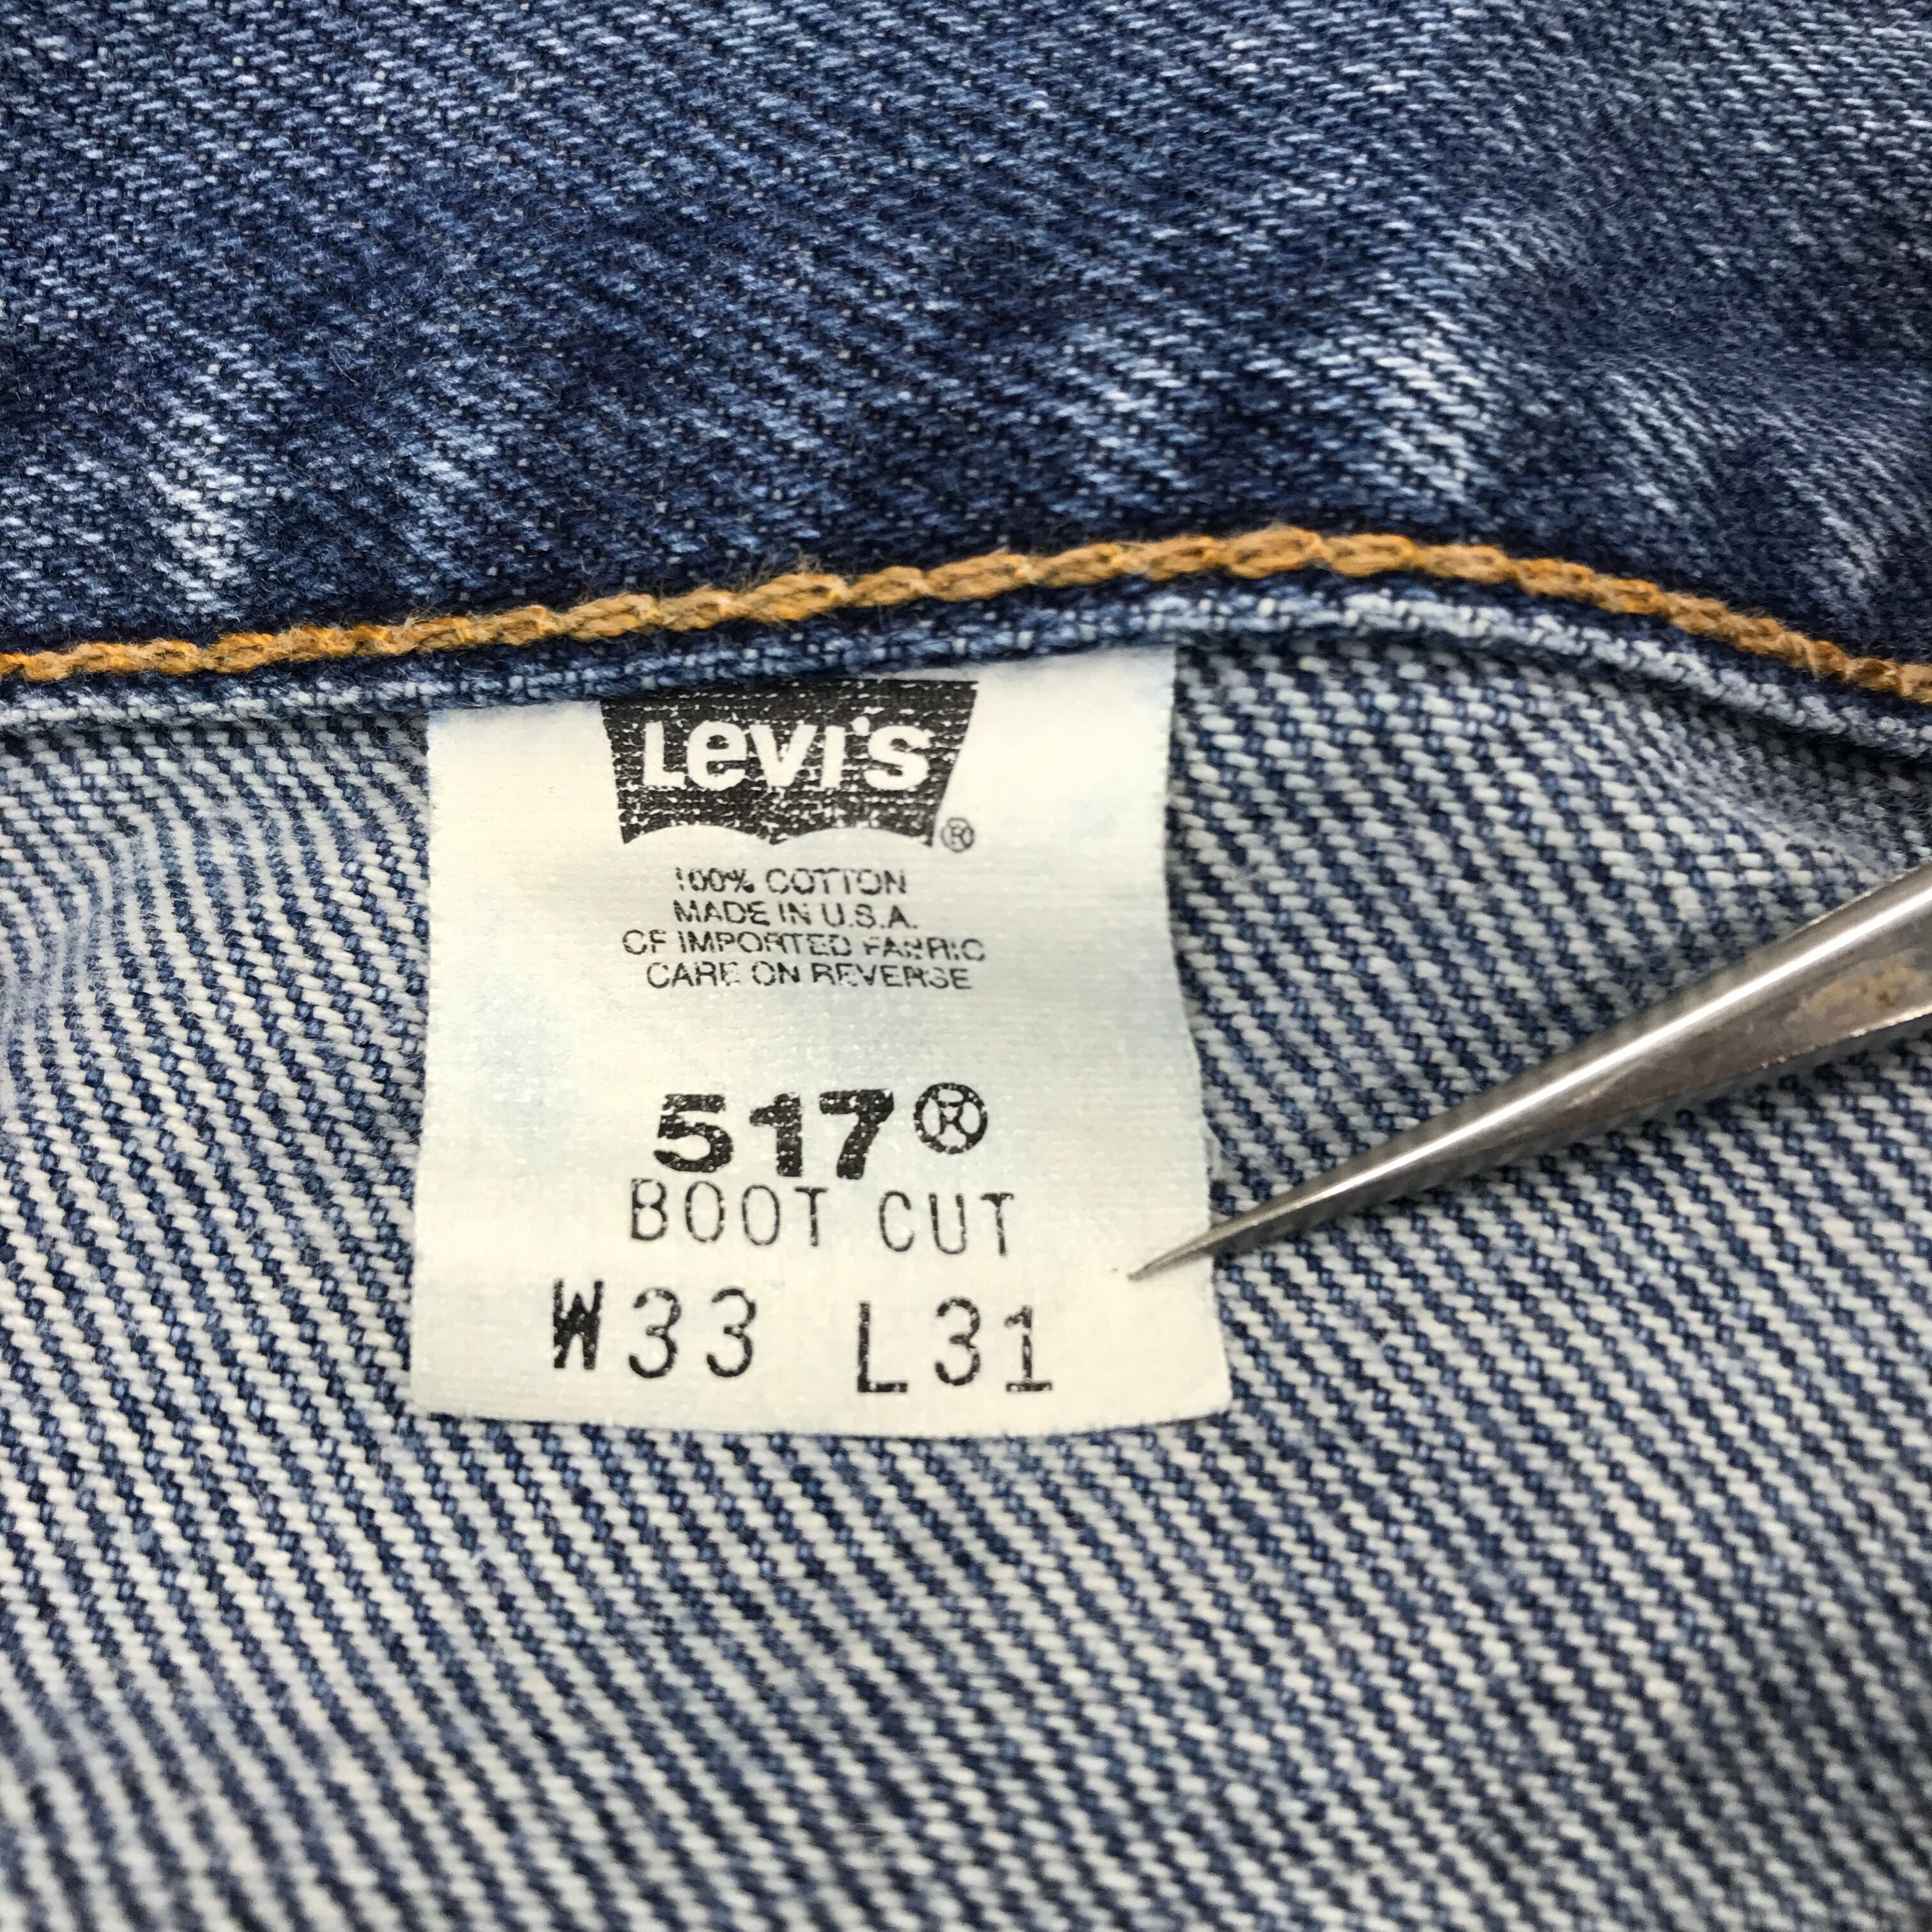 Levi's®
100% COTTON
MADE IN U.S.A.
OF IMPORTED FABRIC
CARE ON REVERSE
517®
BOOT CUT
W33 L31